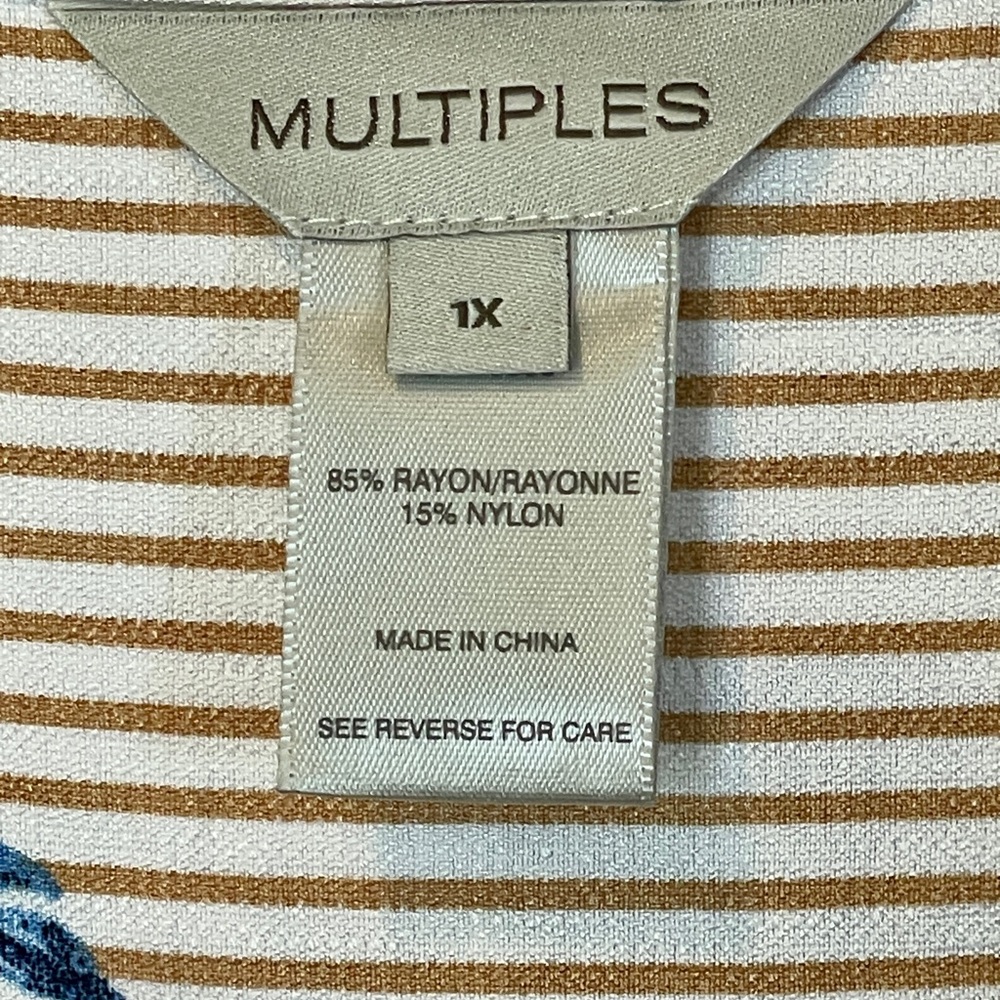 MULTIPLES
1X
85% RAYON/RAYONNE
15% NYLON
MADE IN CHINA
SEE REVERSE FOR CARE